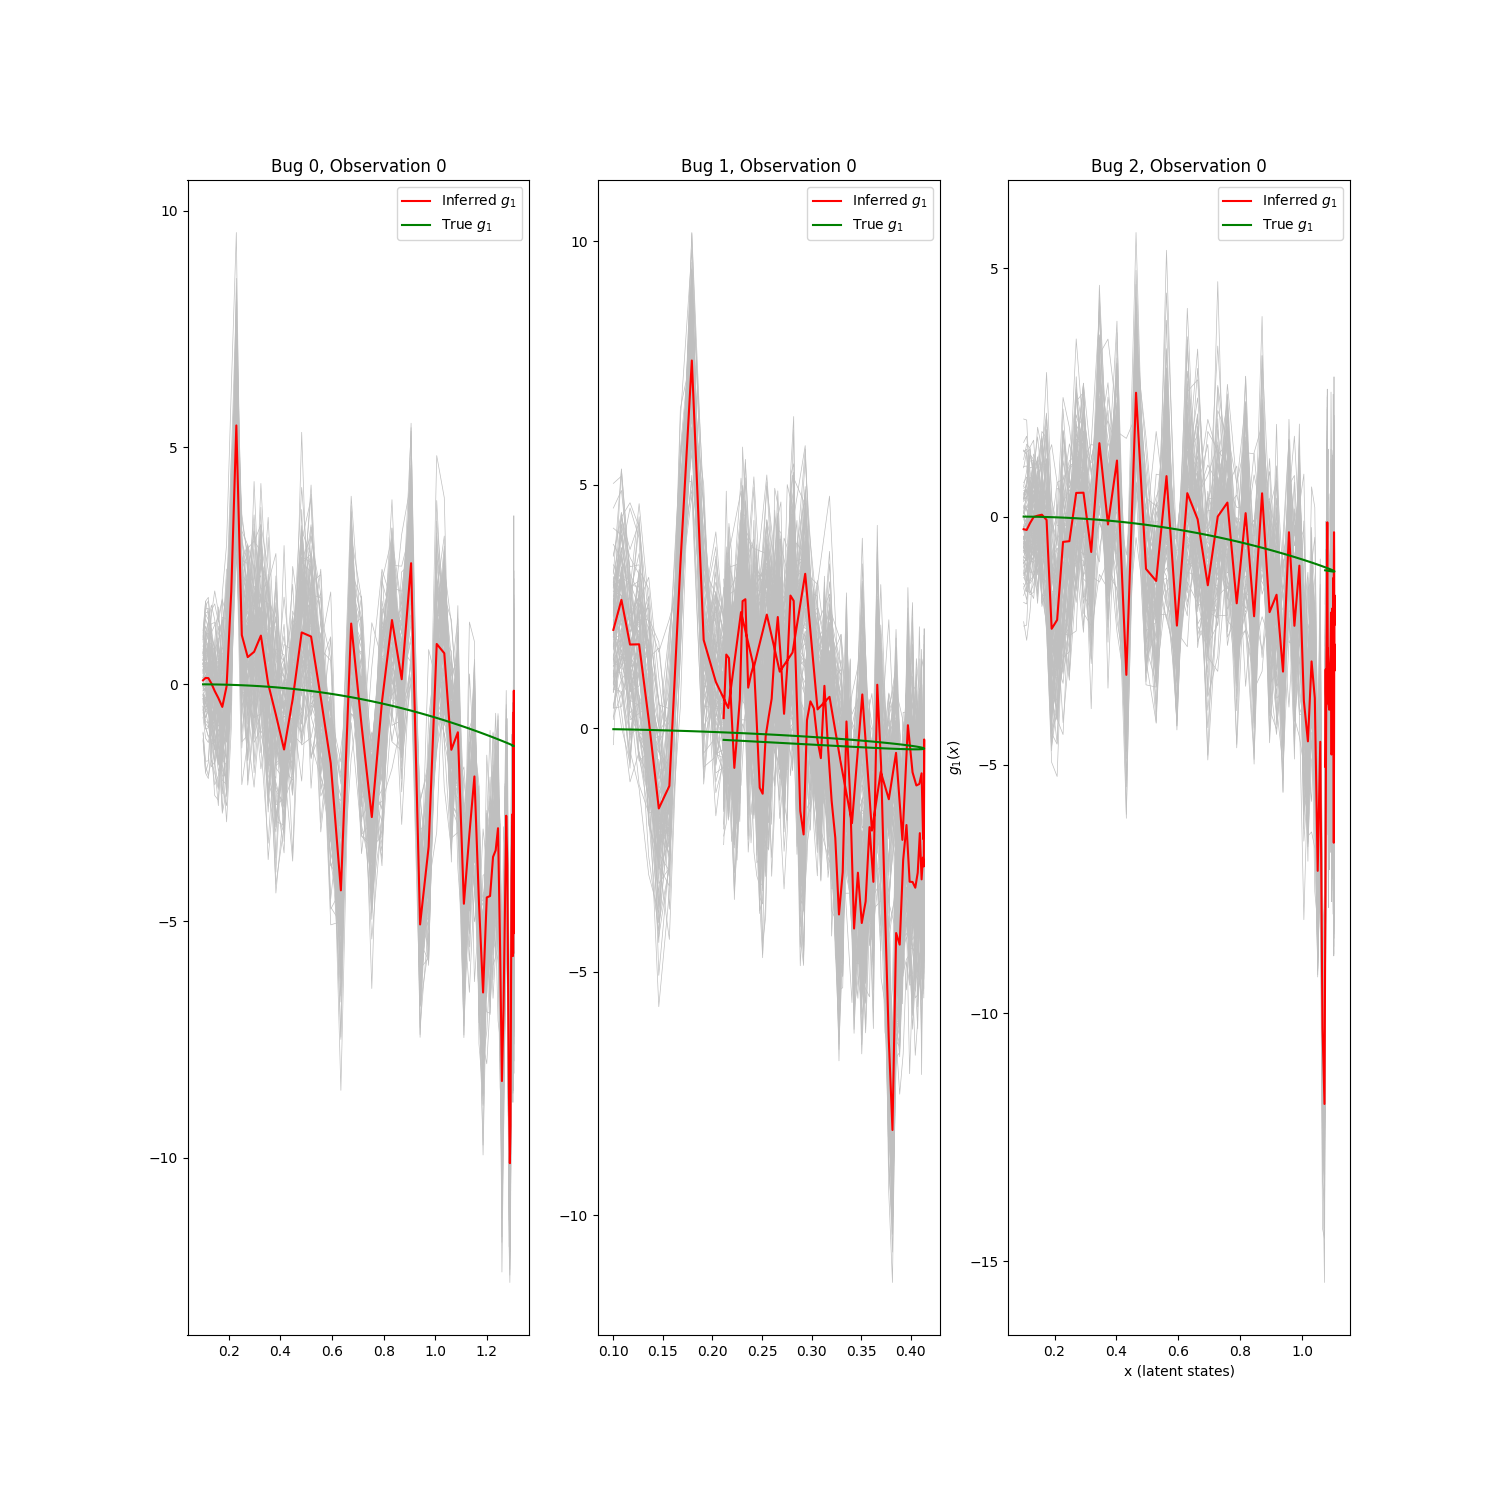 Bug 0, Observation 0
Inferred g₁
True g₁
10
5
0
−5
−10
0.2 0.4 0.6 0.8 1.0 1.2
Bug 1, Observation 0
Inferred g₁
True g₁
10
5
0
−5
−10
0.10 0.15 0.20 0.25 0.30 0.35 0.40
Bug 2, Observation 0
Inferred g₁
True g₁
g₁(x)
5
0
−5
−10
−15
0.2 0.4 0.6 0.8 1.0
x (latent states)